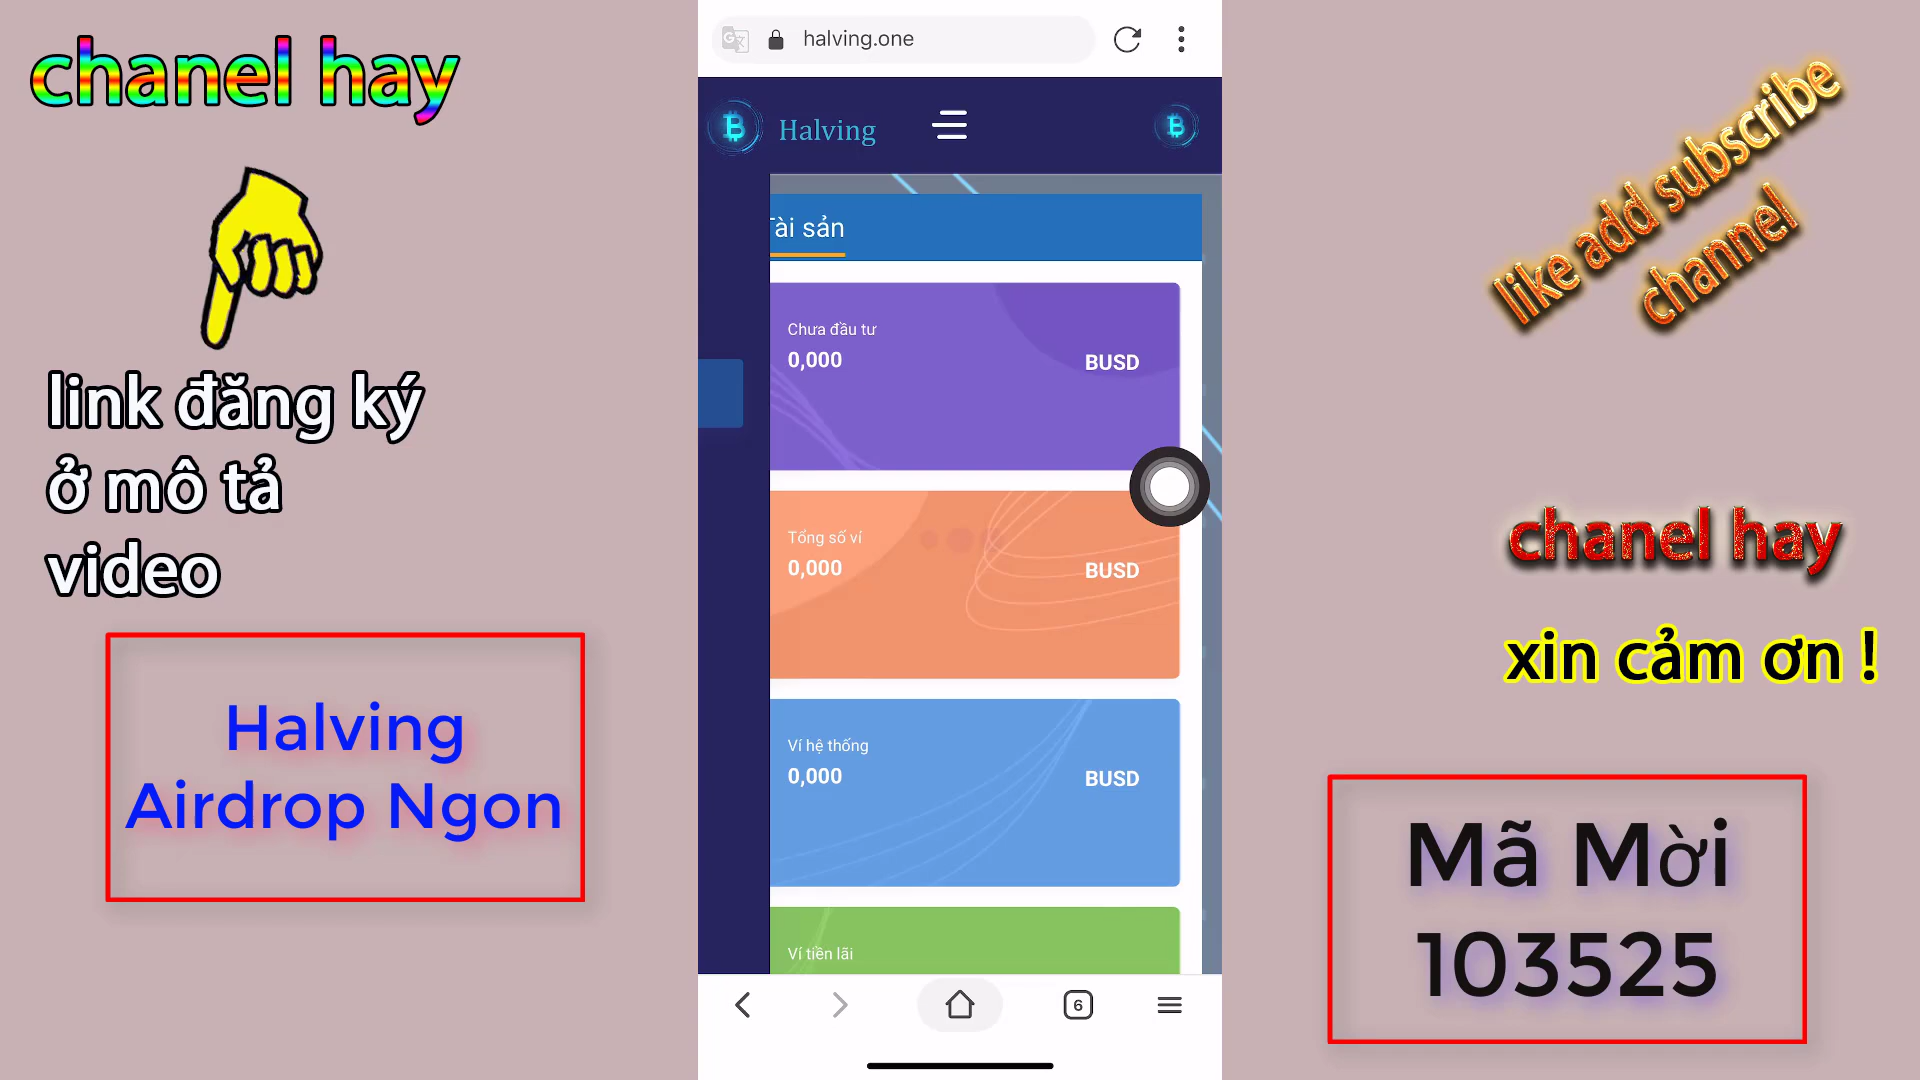 chanel hay
link đăng ký
ở mô tả
video
Halving
Airdrop Ngon
halving.one
Halving
Tài sản
Chưa đầu tư
0,000
BUSD
Tổng số ví
0,000
BUSD
Ví hệ thống
0,000
BUSD
Ví tiền lãi
6
like add subscribe
channel
chanel hay
xin cảm ơn !
Mã Mời
103525